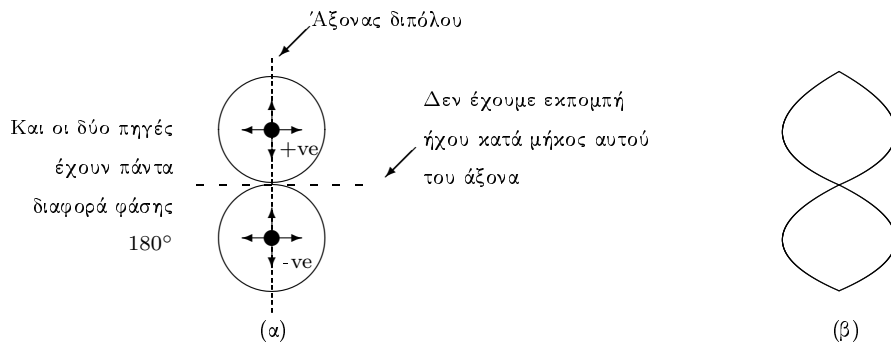 Άξονας διπόλου
Και οι δύο πηγές
έχουν πάντα
διαφορά φάσης
180°
+ve
-ve
Δεν έχουμε εκπομπή
ήχου κατά μήκος αυτού
του άξονα
(α)
(β)